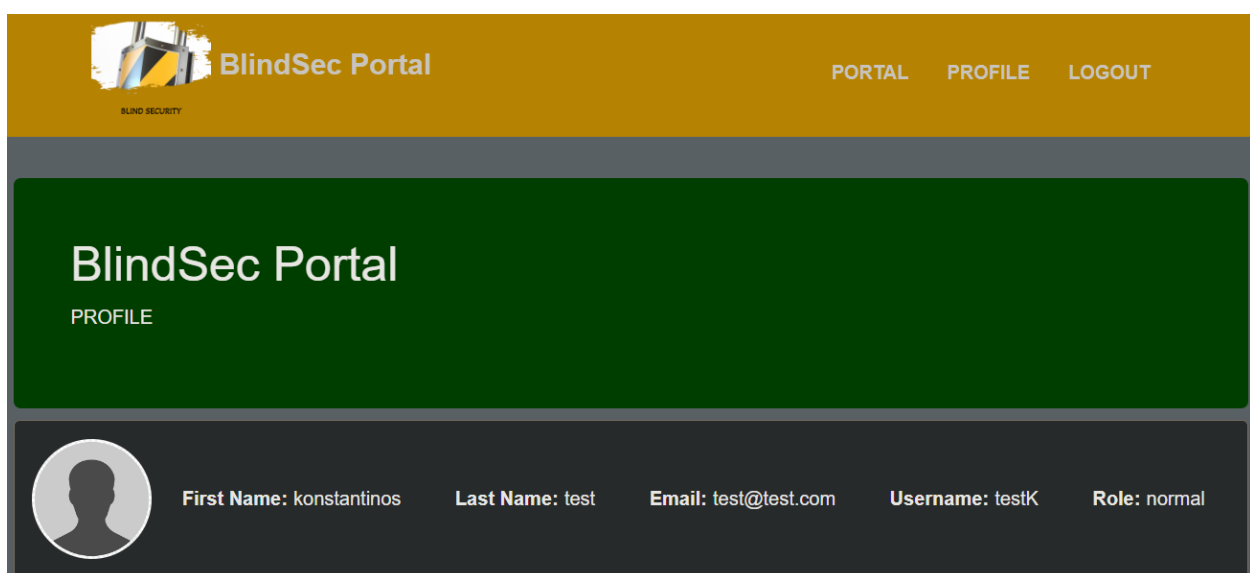 BlindSec Portal
BLIND SECURITY
PORTAL PROFILE LOGOUT
BlindSec Portal
PROFILE
First Name: konstantinos Last Name: test Email: test@test.com Username: testK Role: normal